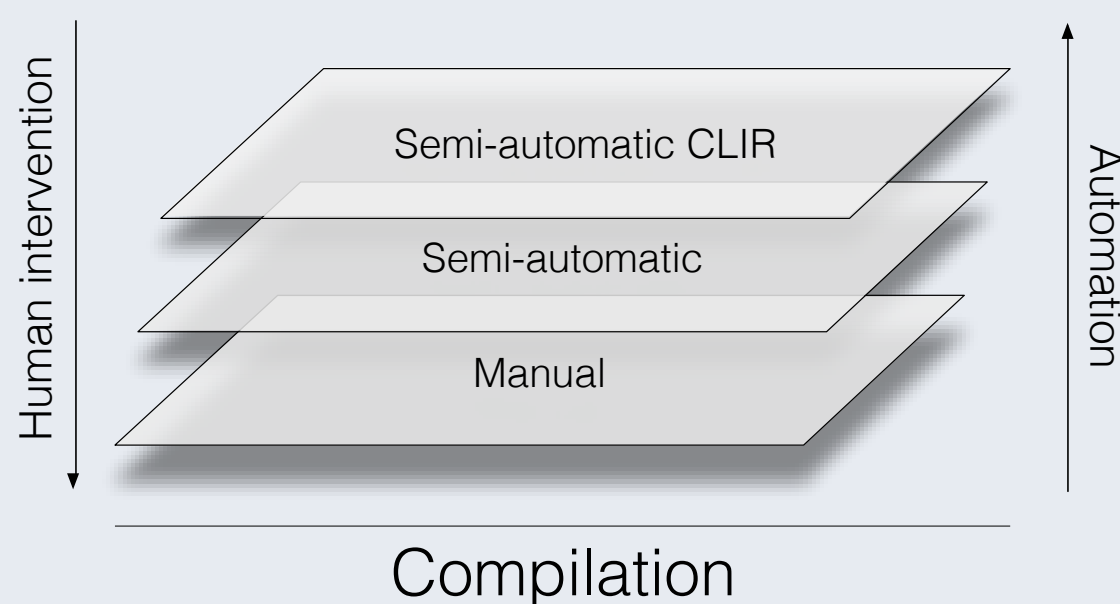 Human intervention
Semi-automatic CLIR
Semi-automatic
Manual
Automation
Compilation